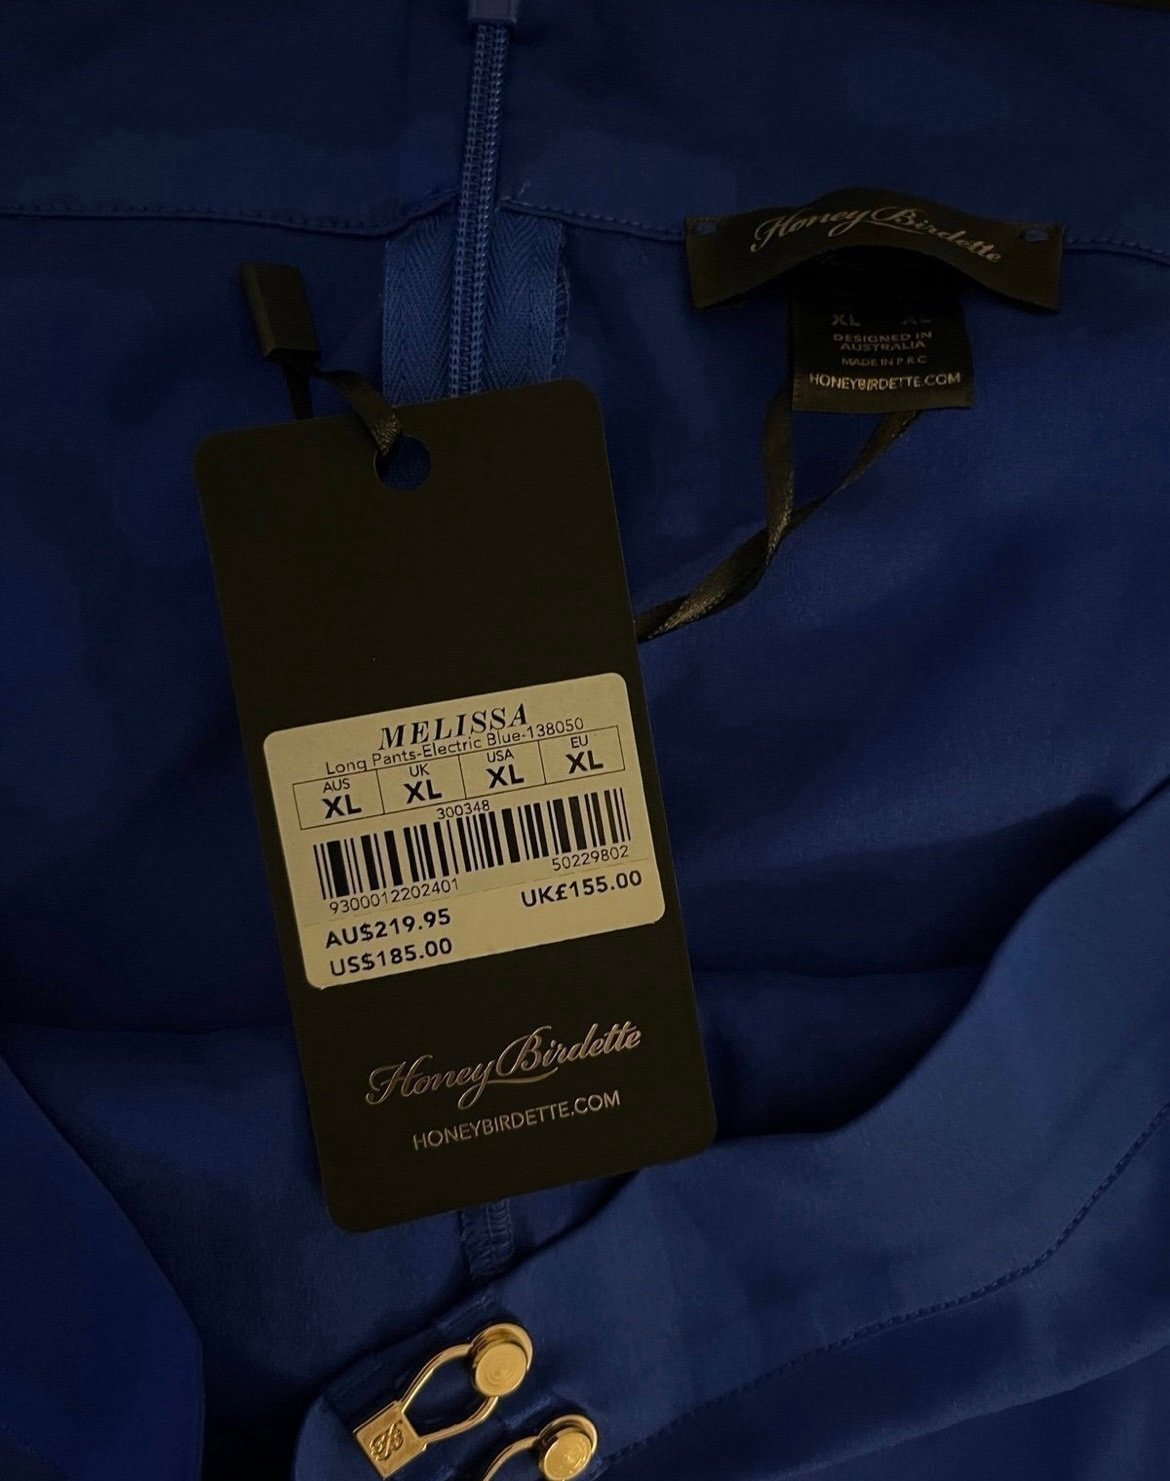 Honey Birdette
XL XL
DESIGNED IN
AUSTRALIA
MADE IN P.R.C
HONEYBIRDETTE.COM
MELISSA
Long Pants-Electric Blue-138050
AUS UK USA EU
XL XL XL XL
300348
9300012202401 50229802
AU$219.95 UK£155.00
US$185.00
Honey Birdette
HONEYBIRDETTE.COM